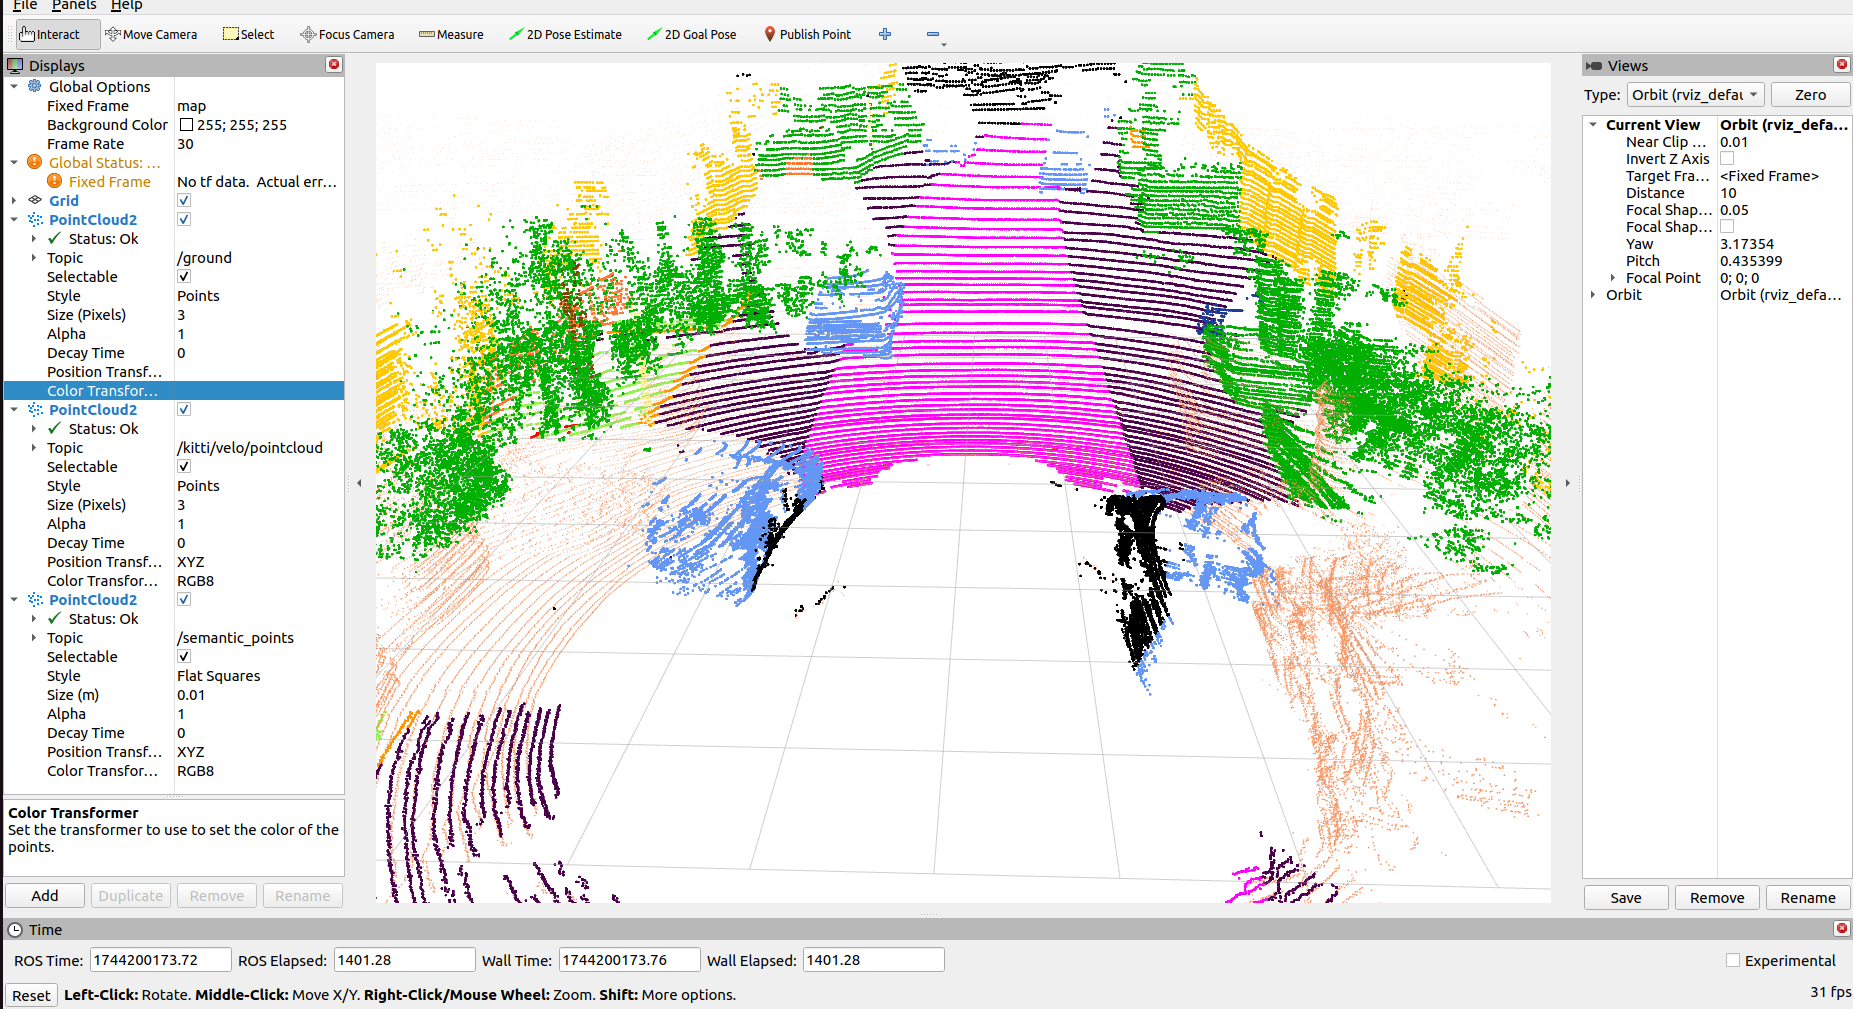 File Panels Help
Interact Move Camera Select Focus Camera Measure 2D Pose Estimate 2D Goal Pose Publish Point
Displays
Global Options
Fixed Frame map
Background Color 255; 255; 255
Frame Rate 30
Global Status: ...
Fixed Frame No tf data. Actual err...
Grid
PointCloud2
Status: Ok
Topic /ground
Selectable
Style Points
Size (Pixels) 3
Alpha 1
Decay Time 0
Position Transf...
Color Transfor...
PointCloud2
Status: Ok
Topic /kitti/velo/pointcloud
Selectable
Style Points
Size (Pixels) 3
Alpha 1
Decay Time 0
Position Transf... XYZ
Color Transfor... RGB8
PointCloud2
Status: Ok
Topic /semantic_points
Selectable
Style Flat Squares
Size (m) 0.01
Alpha 1
Decay Time 0
Position Transf... XYZ
Color Transfor... RGB8
Color Transformer
Set the transformer to use to set the color of the
points.
Add Duplicate Remove Rename
Views
Type: Orbit (rviz_defau Zero
Current View Orbit (rviz_defa...
Near Clip ... 0.01
Invert Z Axis
Target Fra... <Fixed Frame>
Distance 10
Focal Shap... 0.05
Focal Shap...
Yaw 3.17354
Pitch 0.435399
Focal Point 0; 0; 0
Orbit Orbit (rviz_defa...
Save Remove Rename
Time
ROS Time: 1744200173.72 ROS Elapsed: 1401.28 Wall Time: 1744200173.76 Wall Elapsed: 1401.28 Experimental
Reset Left-Click: Rotate. Middle-Click: Move X/Y. Right-Click/Mouse Wheel: Zoom. Shift: More options. 31 fps